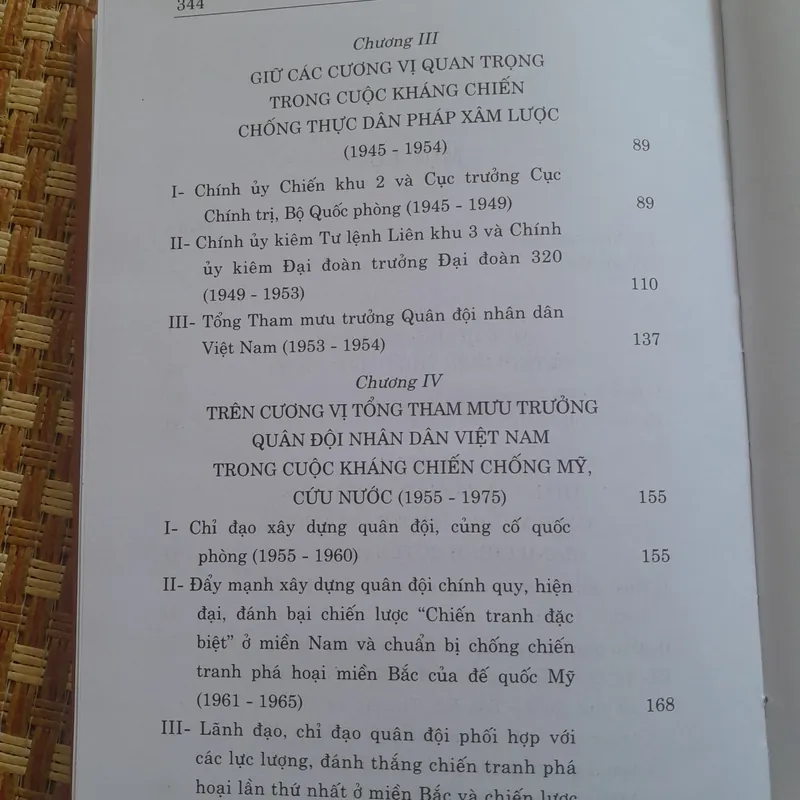 344
Chương III
GIỮ CÁC CƯƠNG VỊ QUAN TRỌNG
TRONG CUỘC KHÁNG CHIẾN
CHỐNG THỰC DÂN PHÁP XÂM LƯỢC
(1945 - 1954) 89
I- Chính ủy Chiến khu 2 và Cục trưởng Cục
Chính trị, Bộ Quốc phòng (1945 - 1949) 89
II- Chính ủy kiêm Tư lệnh Liên khu 3 và Chính
ủy kiêm Đại đoàn trưởng Đại đoàn 320
(1949 - 1953) 110
III- Tổng Tham mưu trưởng Quân đội nhân dân
Việt Nam (1953 - 1954) 137
Chương IV
TRÊN CƯƠNG VỊ TỔNG THAM MƯU TRƯỞNG
QUÂN ĐỘI NHÂN DÂN VIỆT NAM
TRONG CUỘC KHÁNG CHIẾN CHỐNG MỸ,
CỨU NƯỚC (1955 - 1975) 155
I- Chỉ đạo xây dựng quân đội, củng cố quốc
phòng (1955 - 1960) 155
II- Đẩy mạnh xây dựng quân đội chính quy, hiện
đại, đánh bại chiến lược “Chiến tranh đặc
biệt” ở miền Nam và chuẩn bị chống chiến
tranh phá hoại miền Bắc của đế quốc Mỹ
(1961 - 1965) 168
III- Lãnh đạo, chỉ đạo quân đội phối hợp với
các lực lượng, đánh thắng chiến tranh phá
hoại lần thứ nhất ở miền Bắc và chiến lược